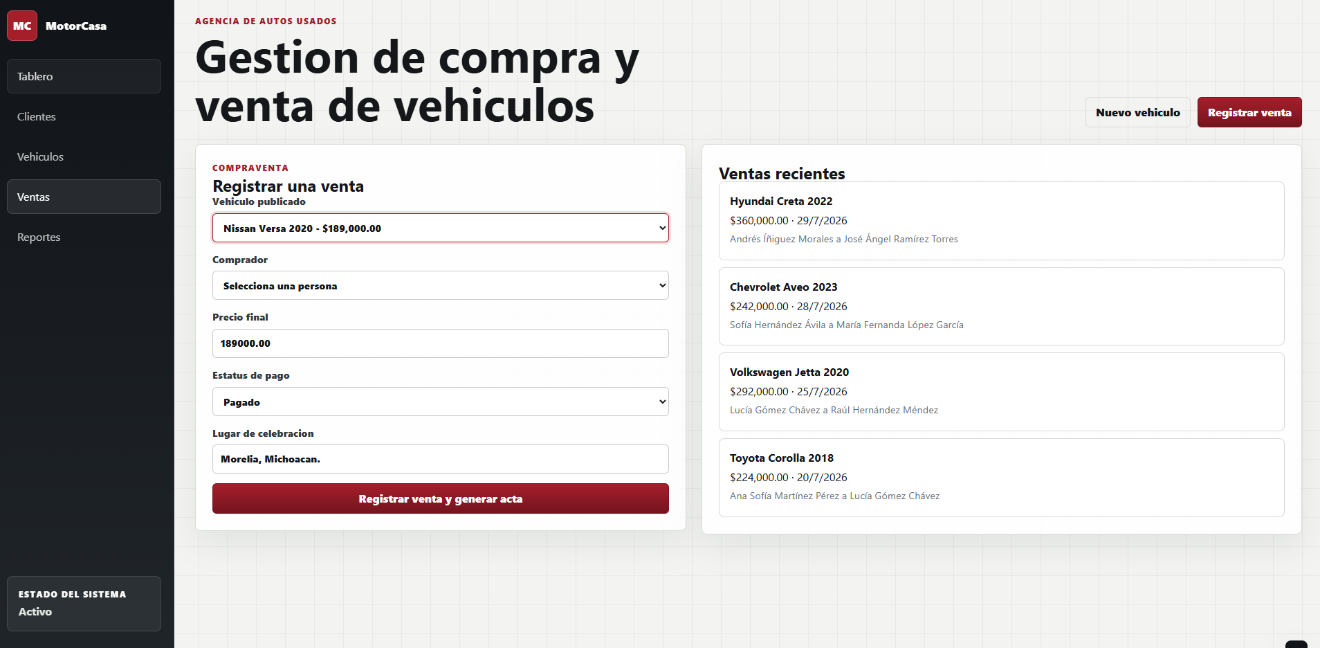 MC MotorCasa
Tablero
Clientes
Vehiculos
Ventas
Reportes
ESTADO DEL SISTEMA
Activo
AGENCIA DE AUTOS USADOS
Gestion de compra y
venta de vehiculos
Nuevo vehiculo
Registrar venta
COMPRAVENTA
Registrar una venta
Vehiculo publicado
Nissan Versa 2020 - $189,000.00
Comprador
Selecciona una persona
Precio final
189000.00
Estatus de pago
Pagado
Lugar de celebracion
Morelia, Michoacan.
Registrar venta y generar acta
Ventas recientes
Hyundai Creta 2022
$360,000.00 · 29/7/2026
Andrés Íñiguez Morales a José Ángel Ramírez Torres
Chevrolet Aveo 2023
$242,000.00 · 28/7/2026
Sofía Hernández Ávila a María Fernanda López García
Volkswagen Jetta 2020
$292,000.00 · 25/7/2026
Lucía Gómez Chávez a Raúl Hernández Méndez
Toyota Corolla 2018
$224,000.00 · 20/7/2026
Ana Sofía Martínez Pérez a Lucía Gómez Chávez